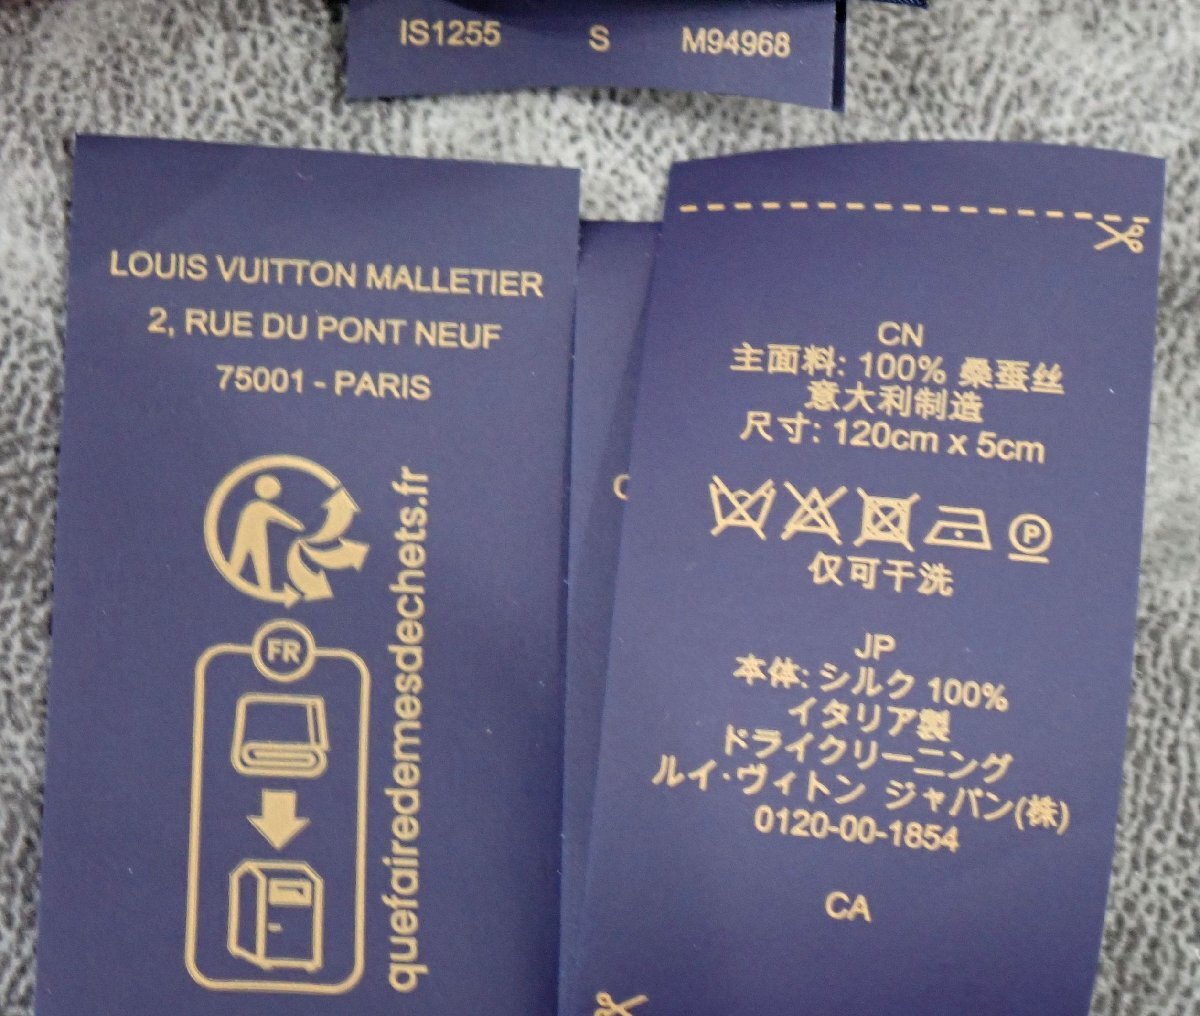 IS1255 S M94968
LOUIS VUITTON MALLETIER
2, RUE DU PONT NEUF
75001 - PARIS
FR
quefairedemesdechets.fr
CN
主面料: 100% 桑蚕丝
意大利制造
尺寸: 120cm x 5cm
P
仅可干洗
JP
本体: シルク 100%
イタリア製
ドライクリーニング
ルイ·ヴィトン ジャパン(株)
0120-00-1854
CA